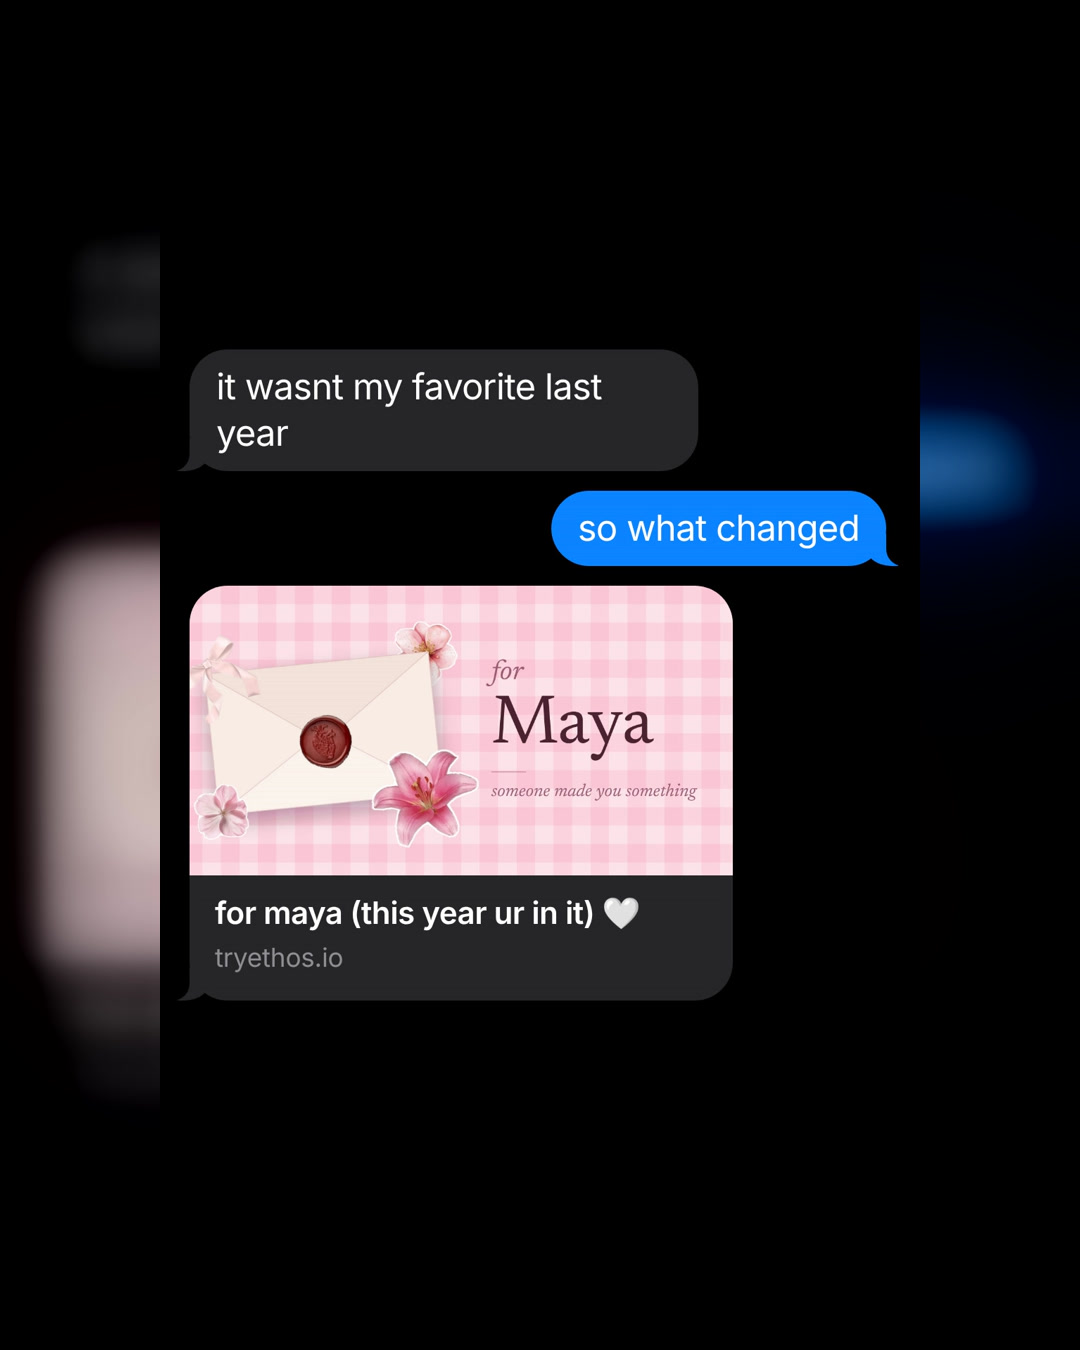 it wasnt my favorite last
year
so what changed
for
Maya
someone made you something
for maya (this year ur in it) 🤍
tryethos.io